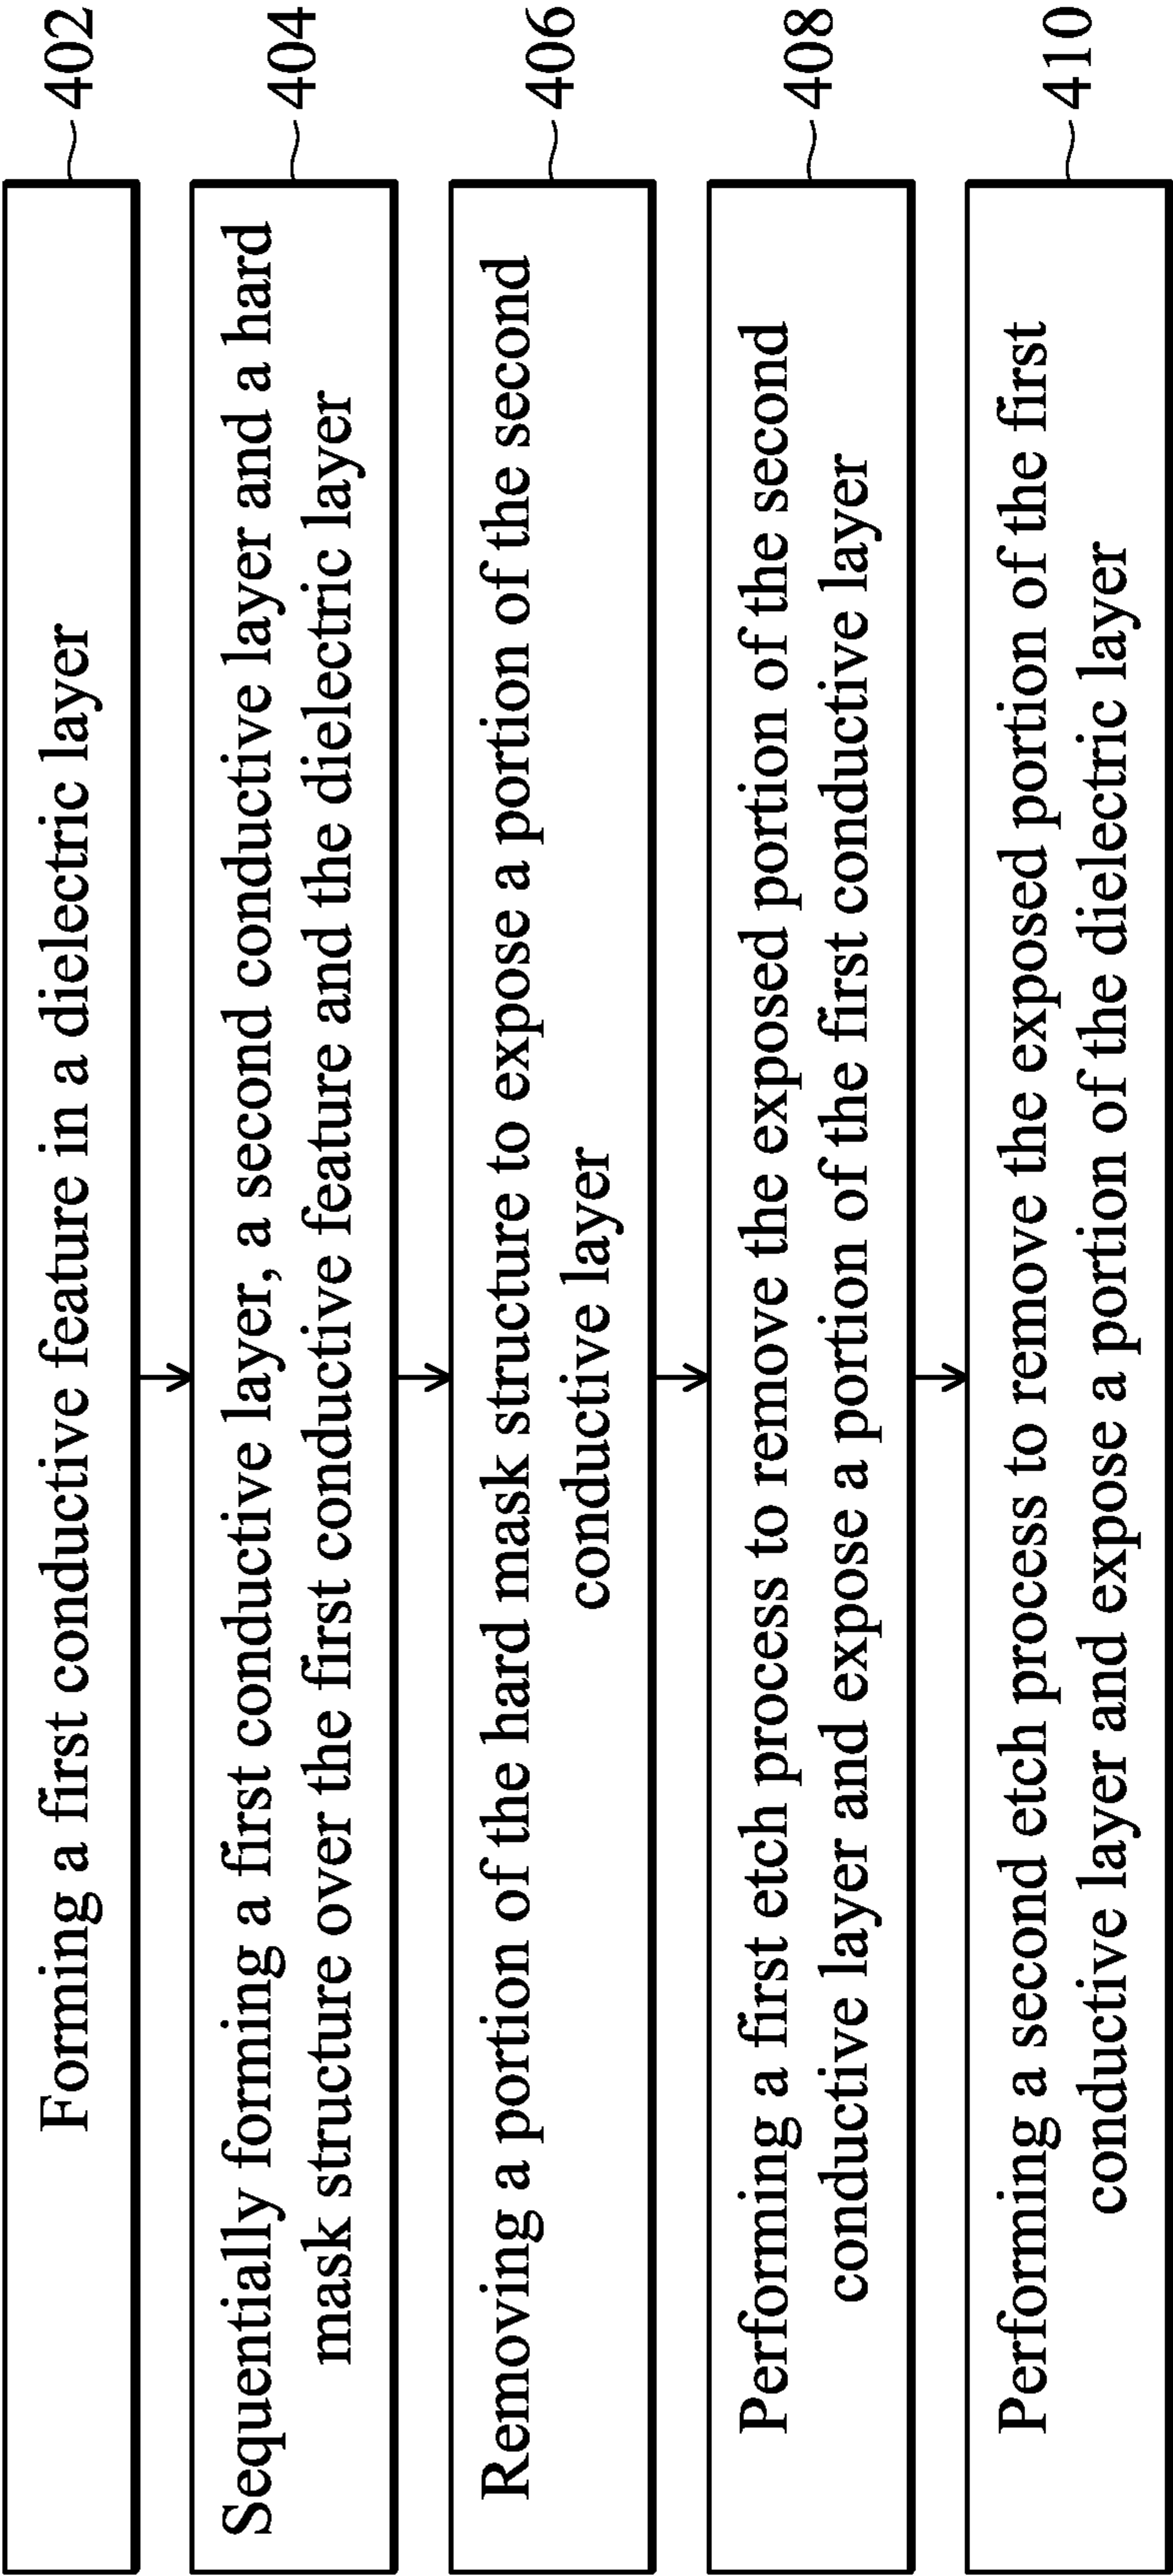 Forming a first conductive feature in a dielectric layer
402
Sequentially forming a first conductive layer, a second conductive layer and a hard
mask structure over the first conductive feature and the dielectric layer
404
Removing a portion of the hard mask structure to expose a portion of the second
conductive layer
406
Performing a first etch process to remove the exposed portion of the second
conductive layer and expose a portion of the first conductive layer
408
Performing a second etch process to remove the exposed portion of the first
conductive layer and expose a portion of the dielectric layer
410